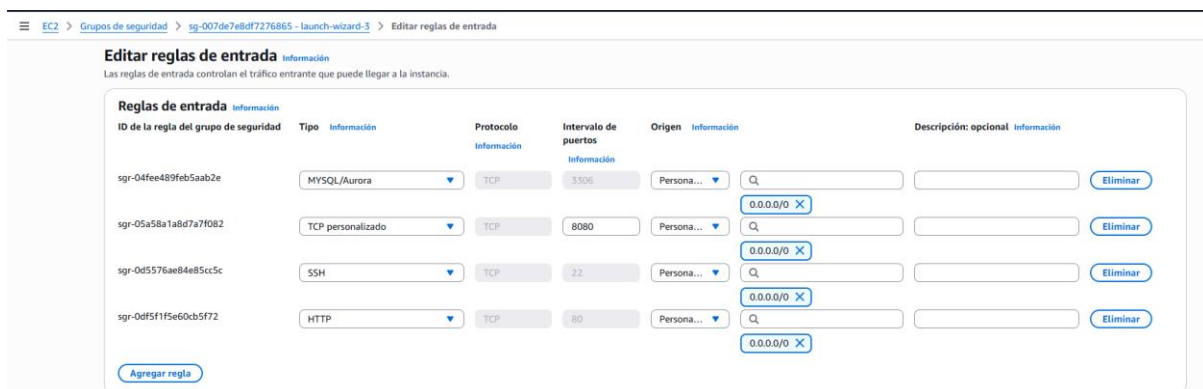 EC2 > Grupos de seguridad > sg-007de7e8df7276865 - launch-wizard-3 > Editar reglas de entrada
Editar reglas de entrada Información
Las reglas de entrada controlan el tráfico entrante que puede llegar a la instancia.
Reglas de entrada Información
ID de la regla del grupo de seguridad Tipo Información Protocolo Información Intervalo de puertos Información Origen Información Descripción: opcional Información
sgr-04fee489feb5aab2e MYSQL/Aurora TCP 3306 Persona... Eliminar
0.0.0.0/0
sgr-05a58a1a8d7a7f082 TCP personalizado TCP 8080 Persona... Eliminar
0.0.0.0/0
sgr-0d5576ae84e85cc5c SSH TCP 22 Persona... Eliminar
0.0.0.0/0
sgr-0df5f1f5e60cb5f72 HTTP TCP 80 Persona... Eliminar
0.0.0.0/0
Agregar regla